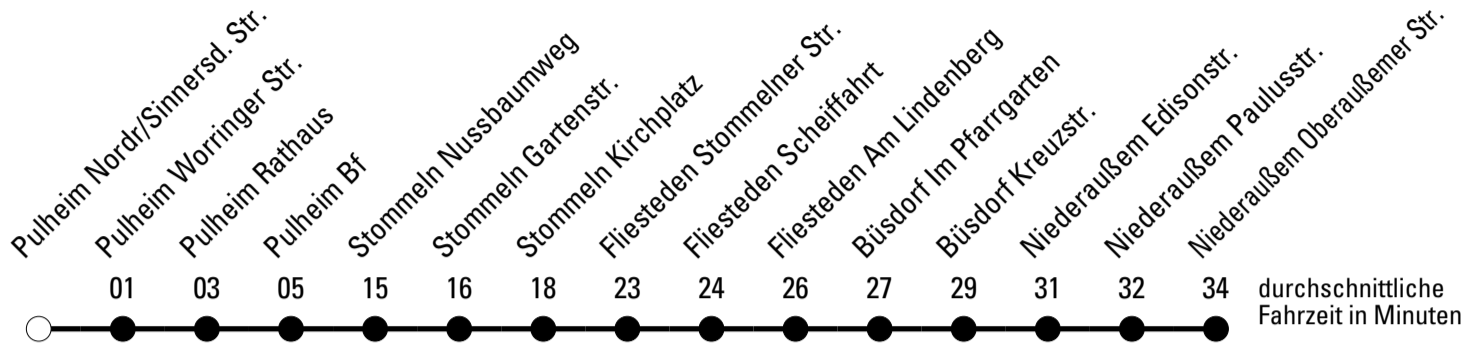 Pulheim Nordr/Sinnersd. Str.
Pulheim Worringer Str.
Pulheim Rathaus
Pulheim Bf
Stommeln Nussbaumweg
Stommeln Gartenstr.
Stommeln Kirchplatz
Fliesteden Stommelner Str.
Fliesteden Scheiffahrt
Fliesteden Am Lindenberg
Büsdorf Im Pfarrgarten
Büsdorf Kreuzstr.
Niederaußem Edisonstr.
Niederaußem Paulusstr.
Niederaußem Oberaußemer Str.
01 03 05 15 16 18 23 24 26 27 29 31 32 34 durchschnittliche
Fahrzeit in Minuten